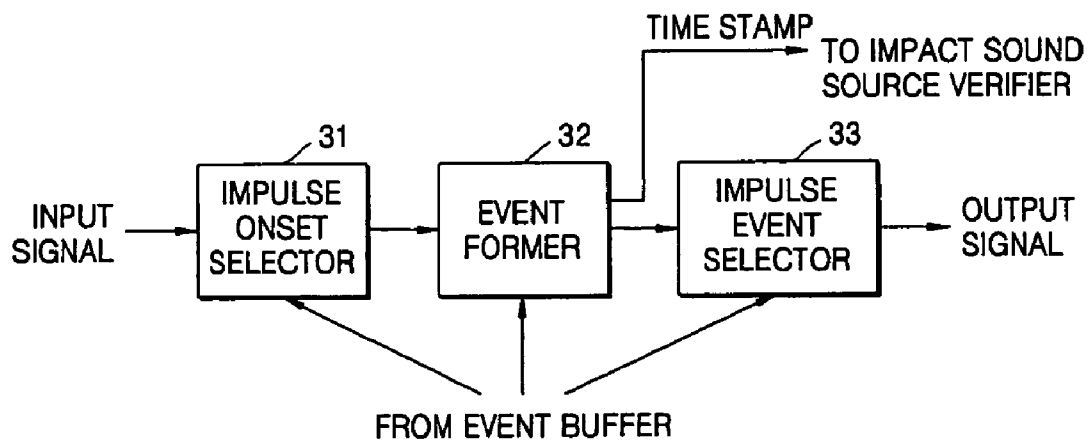 TIME STAMP
TO IMPACT SOUND
SOURCE VERIFIER
31
32
33
INPUT
SIGNAL
IMPULSE
ONSET
SELECTOR
EVENT
FORMER
IMPULSE
EVENT
SELECTOR
OUTPUT
SIGNAL
FROM EVENT BUFFER